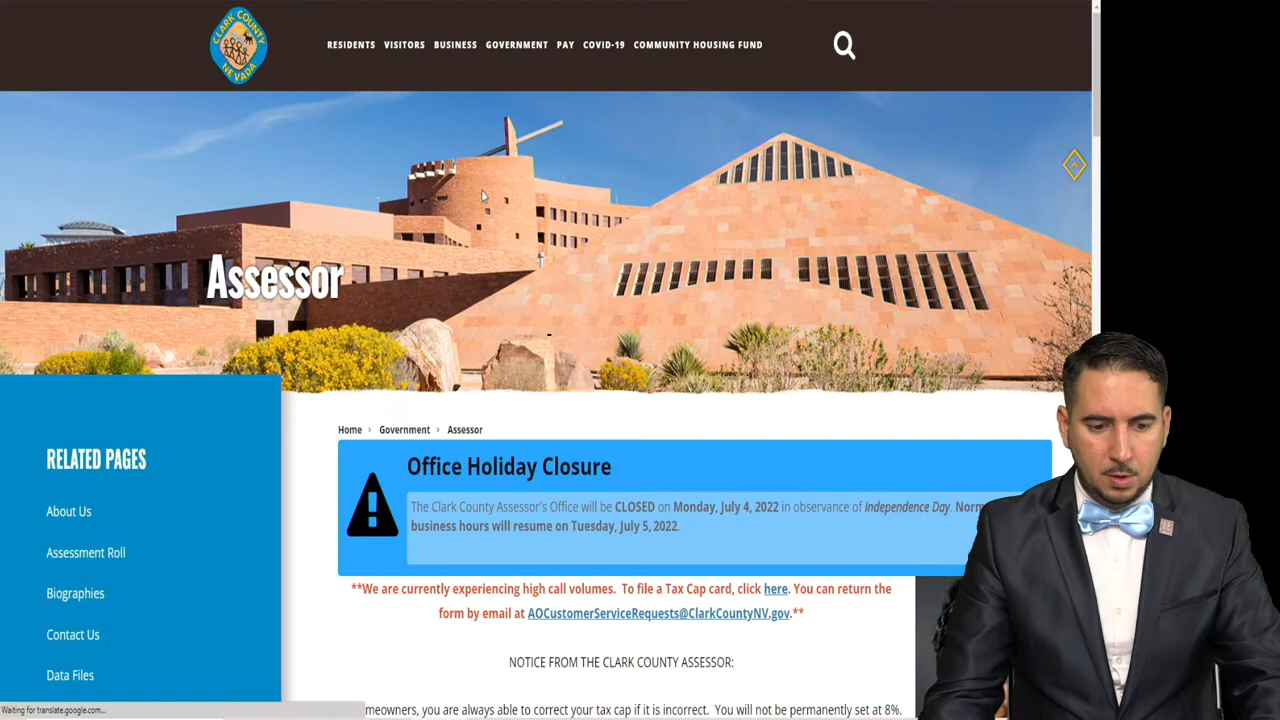 CLARK COUNTY
NEVADA
RESIDENTS VISITORS BUSINESS GOVERNMENT PAY COVID-19 COMMUNITY HOUSING FUND
Assessor
Home › Government › Assessor
Office Holiday Closure
The Clark County Assessor's Office will be CLOSED on Monday, July 4, 2022 in observance of Independence Day.
business hours will resume on Tuesday, July 5, 2022.
**We are currently experiencing high call volumes. To file a Tax Cap card, click here. You can return the
form by email at AOCustomerServiceRequests@ClarkCountyNV.gov.**
NOTICE FROM THE CLARK COUNTY ASSESSOR:
you are always able to correct your tax cap if it is incorrect. You will not be permanently set at 8%.
RELATED PAGES
About Us
Assessment Roll
Biographies
Contact Us
Data Files
Waiting for translate.google.com...